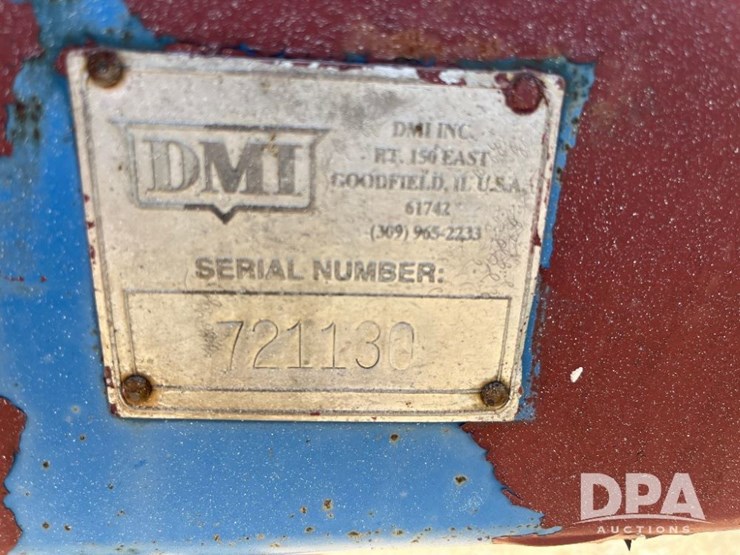 DMI
DMI INC.
RT. 150 EAST
GOODFIELD, IL U.S.A.
61742
(309) 965-2233
SERIAL NUMBER:
721130
DPA
AUCTIONS